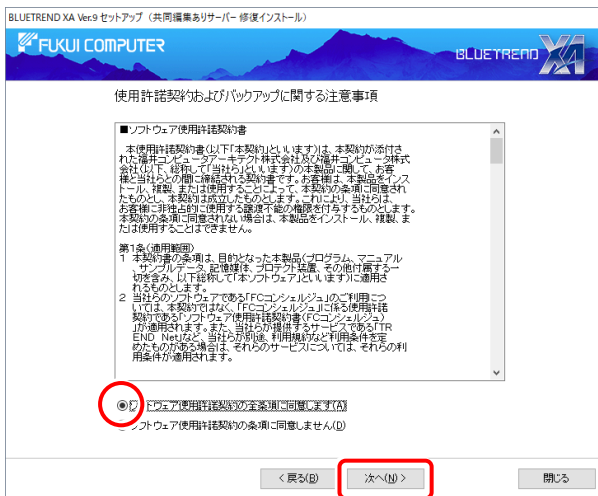 BLUETREND XA Ver.9 セットアップ（共同編集ありサーバー 修復インストール）
FUKUI COMPUTER
BLUETREND XA
使用許諾契約およびバックアップに関する注意事項
■ソフトウェア使用許諾契約書
本使用許諾契約書（以下「本契約」といいます）は、本契約が添付さ
れた福井コンピュータアーキテクト株式会社及び福井コンピュータ株式
会社（以下、総称して「当社ら」といいます）の本製品に関して、お客
様と当社らとの間に締結される契約書です。お客様は、本製品をインス
トール、複製、または使用することによって、本契約の条項に同意され
たものとし、本契約は成立したものとします。これにより、当社らは、
お客様に非独占的に使用する譲渡不能の権限を付与するものとします。
本契約の条項に同意されない場合は、本製品をインストール、複製、ま
たは使用することはできません。
第1条（適用範囲）
1 本契約書の条項は、目的となった本製品（プログラム、マニュアル
、サンプルデータ、記憶媒体、プロテクト装置、その他付属する一
切を含み、以下総称して「本ソフトウェア」といいます）に適用さ
れるものとします。
2 当社らのソフトウェアである「FCコンシェルジュ」のご利用につ
いては、本契約ではなく、「FCコンシェルジュ」に係る使用許諾
契約である「ソフトウェア使用許諾契約書（FCコンシェルジュ）
」が適用されます。また、当社らが提供するサービスである「TR
END Net」など、当社らが別途、利用規約など利用条件を定
めたものがある場合は、それらのサービスについては、それらの利
用条件が適用されます。
ソフトウェア使用許諾契約の全条項に同意します(A)
ソフトウェア使用許諾契約の条項に同意しません(D)
< 戻る(B) 次へ(N) > 閉じる